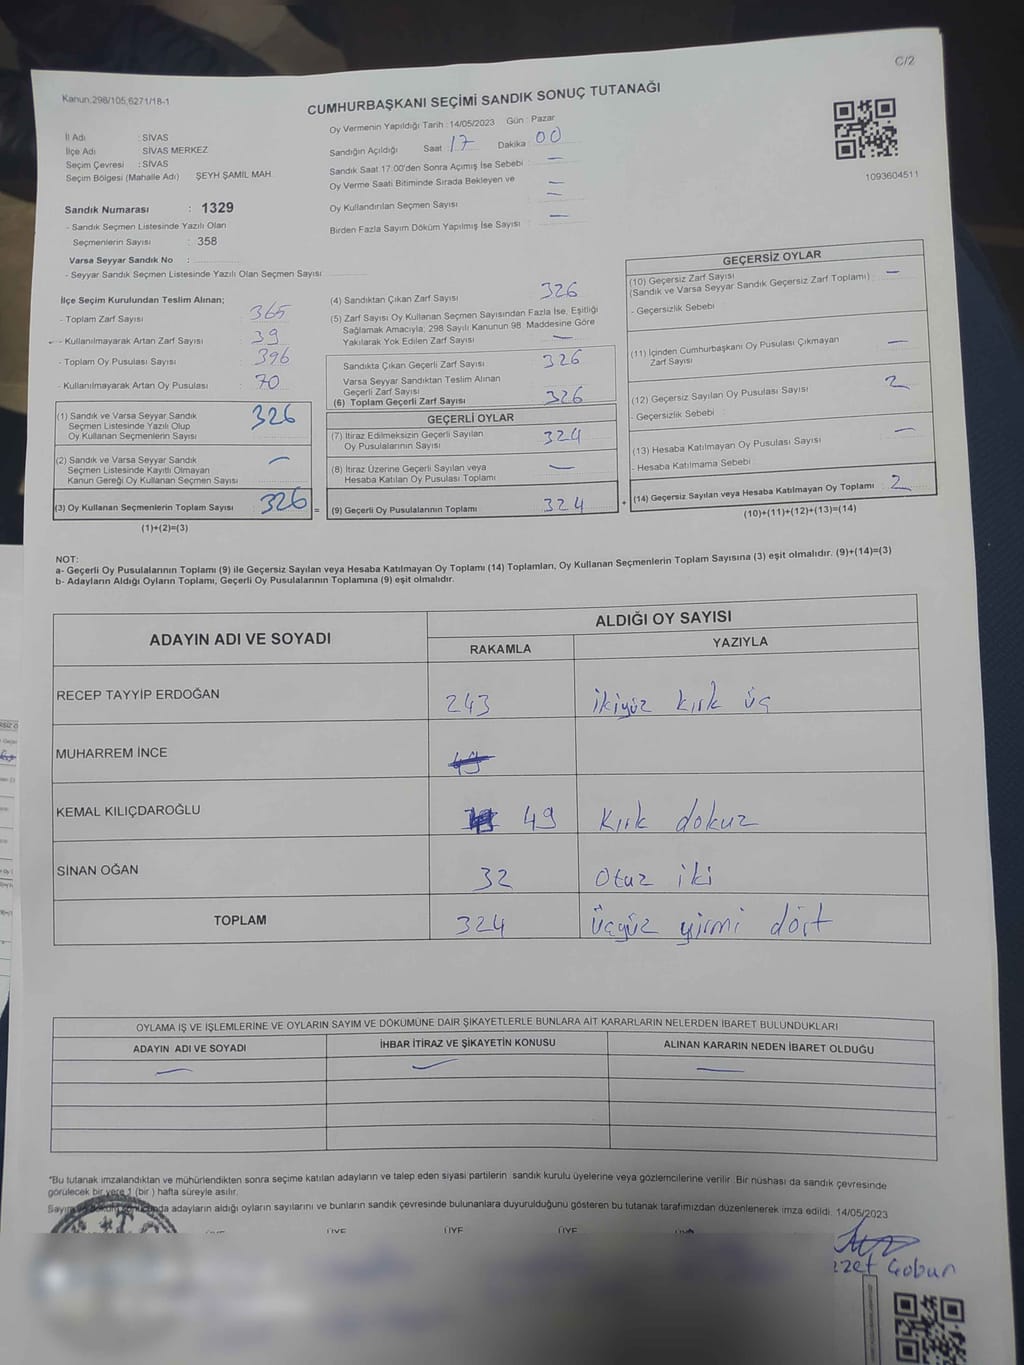 C/2
Kanun:298/105,6271/18-1
CUMHURBAŞKANI SEÇİMİ SANDIK SONUÇ TUTANAĞI
İl Adı : SİVAS
İlçe Adı : SİVAS MERKEZ
Seçim Çevresi : SİVAS
Seçim Bölgesi (Mahalle Adı) ŞEYH ŞAMİL MAH.
Oy Vermenin Yapıldığı Tarih : 14/05/2023 Gün : Pazar
Sandığın Açıldığı Saat 17 Dakika 00
Sandık Saat 17:00'den Sonra Açımış İse Sebebi : —
Oy Verme Saati Bitiminde Sırada Bekleyen ve —
Oy Kullandırılan Seçmen Sayısı —
Birden Fazla Sayım Döküm Yapılmış İse Sayısı : —
1093604511
Sandık Numarası : 1329
- Sandık Seçmen Listesinde Yazılı Olan
Seçmenlerin Sayısı : 358
Varsa Seyyar Sandık No :
- Seyyar Sandık Seçmen Listesinde Yazılı Olan Seçmen Sayısı :
İlçe Seçim Kurulundan Teslim Alınan;
- Toplam Zarf Sayısı : 365
- Kullanılmayarak Artan Zarf Sayısı : 39
- Toplam Oy Pusulası Sayısı : 396
- Kullanılmayarak Artan Oy Pusulası : 70
(1) Sandık ve Varsa Seyyar Sandık
Seçmen Listesinde Yazılı Olup
Oy Kullanan Seçmenlerin Sayısı : 326
(2) Sandık ve Varsa Seyyar Sandık
Seçmen Listesinde Kayıtlı Olmayan
Kanun Gereği Oy Kullanan Seçmen Sayısı : —
(3) Oy Kullanan Seçmenlerin Toplam Sayısı : 326 =
(1)+(2)=(3)
(4) Sandıktan Çıkan Zarf Sayısı : 326
(5) Zarf Sayısı Oy Kullanan Seçmen Sayısından Fazla İse, Eşitliği
Sağlamak Amacıyla; 298 Sayılı Kanunun 98. Maddesine Göre
Yakılarak Yok Edilen Zarf Sayısı : —
Sandıkta Çıkan Geçerli Zarf Sayısı : 326
Varsa Seyyar Sandıktan Teslim Alınan
Geçerli Zarf Sayısı :
(6) Toplam Geçerli Zarf Sayısı : 326
GEÇERLİ OYLAR
(7) İtiraz Edilmeksizin Geçerli Sayılan
Oy Pusulalarının Sayısı : 324
(8) İtiraz Üzerine Geçerli Sayılan veya
Hesaba Katılan Oy Pusulası Toplamı : —
(9) Geçerli Oy Pusulalarının Toplamı : 324 +
GEÇERSİZ OYLAR
(10) Geçersiz Zarf Sayısı
(Sandık ve Varsa Seyyar Sandık Geçersiz Zarf Toplamı) : —
- Geçersizlik Sebebi :
(11) İçinden Cumhurbaşkanı Oy Pusulası Çıkmayan
Zarf Sayısı : —
(12) Geçersiz Sayılan Oy Pusulası Sayısı : 2
- Geçersizlik Sebebi :
(13) Hesaba Katılmayan Oy Pusulası Sayısı : —
- Hesaba Katılmama Sebebi :
(14) Geçersiz Sayılan veya Hesaba Katılmayan Oy Toplamı : 2
(10)+(11)+(12)+(13)=(14)
NOT:
a- Geçerli Oy Pusulalarının Toplamı (9) ile Geçersiz Sayılan veya Hesaba Katılmayan Oy Toplamı (14) Toplamları, Oy Kullanan Seçmenlerin Toplam Sayısına (3) eşit olmalıdır. (9)+(14)=(3)
b- Adayların Aldığı Oyların Toplamı, Geçerli Oy Pusulalarının Toplamına (9) eşit olmalıdır.
ADAYIN ADI VE SOYADI ALDIĞI OY SAYISI
RAKAMLA YAZIYLA
RECEP TAYYİP ERDOĞAN 243 ikiyüz kırk üç
MUHARREM İNCE 49
KEMAL KILIÇDAROĞLU 49 Kırk dokuz
SİNAN OĞAN 32 Otuz iki
TOPLAM 324 Üçyüz yirmi dört
OYLAMA İŞ VE İŞLEMLERİNE VE OYLARIN SAYIM VE DÖKÜMÜNE DAİR ŞİKAYETLERLE BUNLARA AİT KARARLARIN NELERDEN İBARET BULUNDUKLARI
ADAYIN ADI VE SOYADI İHBAR İTİRAZ VE ŞİKAYETİN KONUSU ALINAN KARARIN NEDEN İBARET OLDUĞU
— — —
*Bu tutanak imzalandıktan ve mühürlendikten sonra seçime katılan adayların ve talep eden siyasi partilerin sandık kurulu üyelerine veya gözlemcilerine verilir. Bir nüshası da sandık çevresinde
görülecek bir yere 1 (bir ) hafta süreyle asılır.
adayların aldığı oyların sayılarını ve bunların sandık çevresinde bulunanlara duyurulduğunu gösteren bu tutanak tarafımızdan düzenlenerek imza edildi. 14/05/2023
ÜYE ÜYE ÜYE ÜYE
Çoban